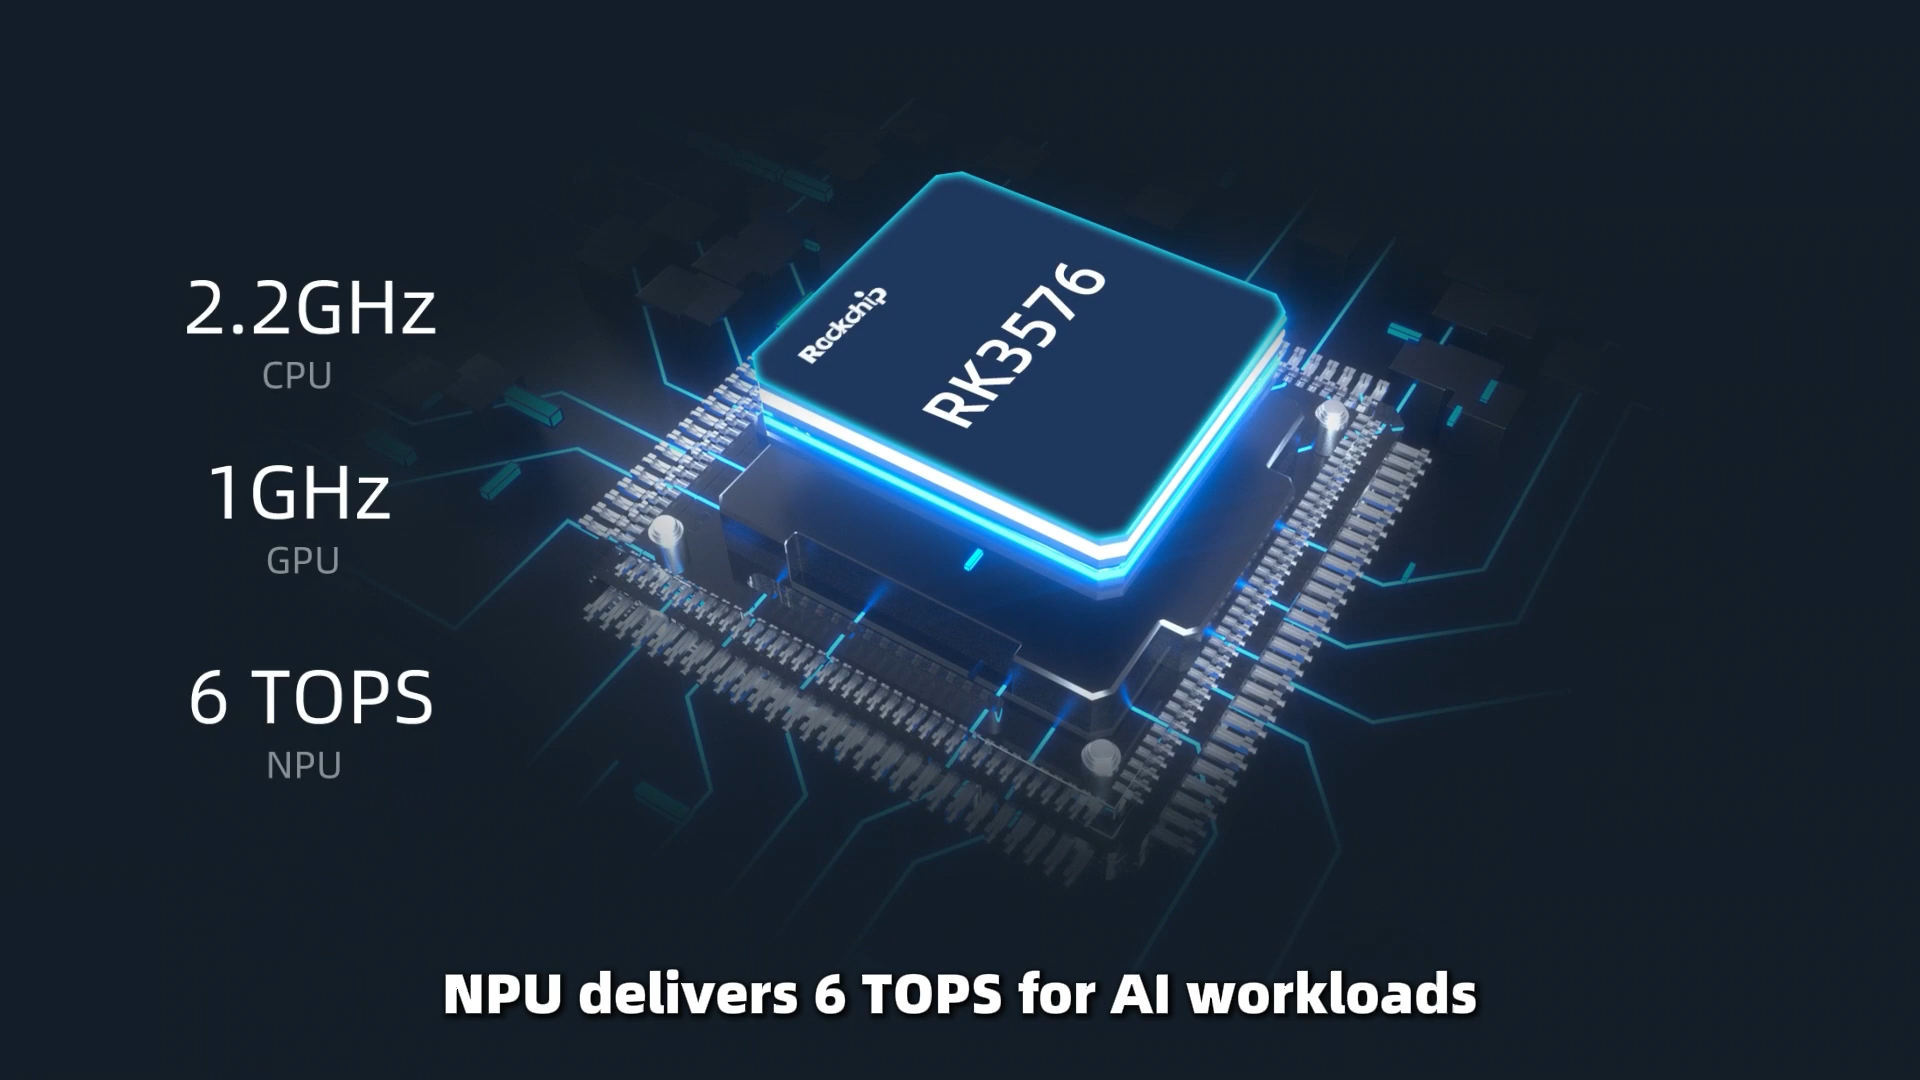 2.2GHz
CPU
1GHz
GPU
6 TOPS
NPU
Rockchip
RK3576
NPU delivers 6 TOPS for AI workloads